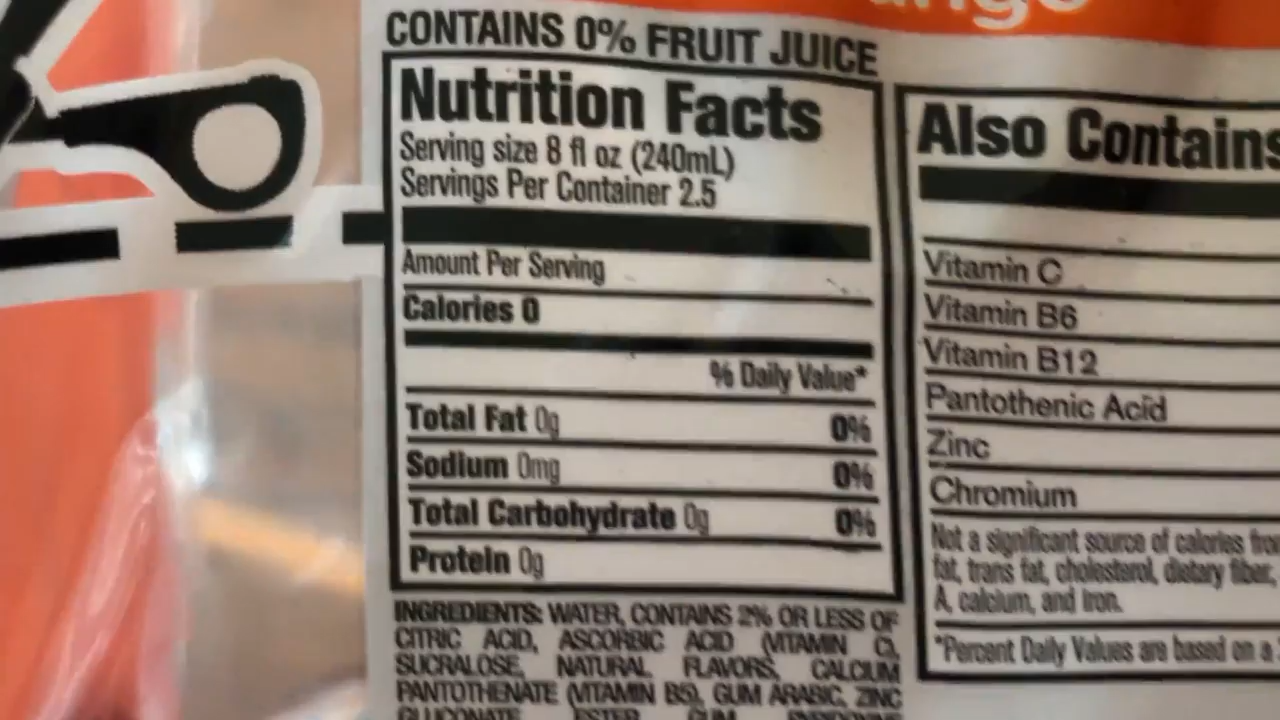 CONTAINS 0% FRUIT JUICE
Nutrition Facts
Serving size 8 fl oz (240mL)
Servings Per Container 2.5
Amount Per Serving
Calories 0
% Daily Value*
Total Fat 0g 0%
Sodium 0mg 0%
Total Carbohydrate 0g 0%
Protein 0g
INGREDIENTS: WATER, CONTAINS 2% OR LESS OF
CITRIC ACID, ASCORBIC ACID (VITAMIN C),
SUCRALOSE, NATURAL FLAVORS, CALCIUM
PANTOTHENATE (VITAMIN B5), GUM ARABIC, ZINC
GLUCONATE, ESTER GUM,
Also Contains
Vitamin C
Vitamin B6
Vitamin B12
Pantothenic Acid
Zinc
Chromium
Not a significant source of calories from
fat, trans fat, cholesterol, dietary fiber,
A, calcium, and iron.
*Percent Daily Values are based on a